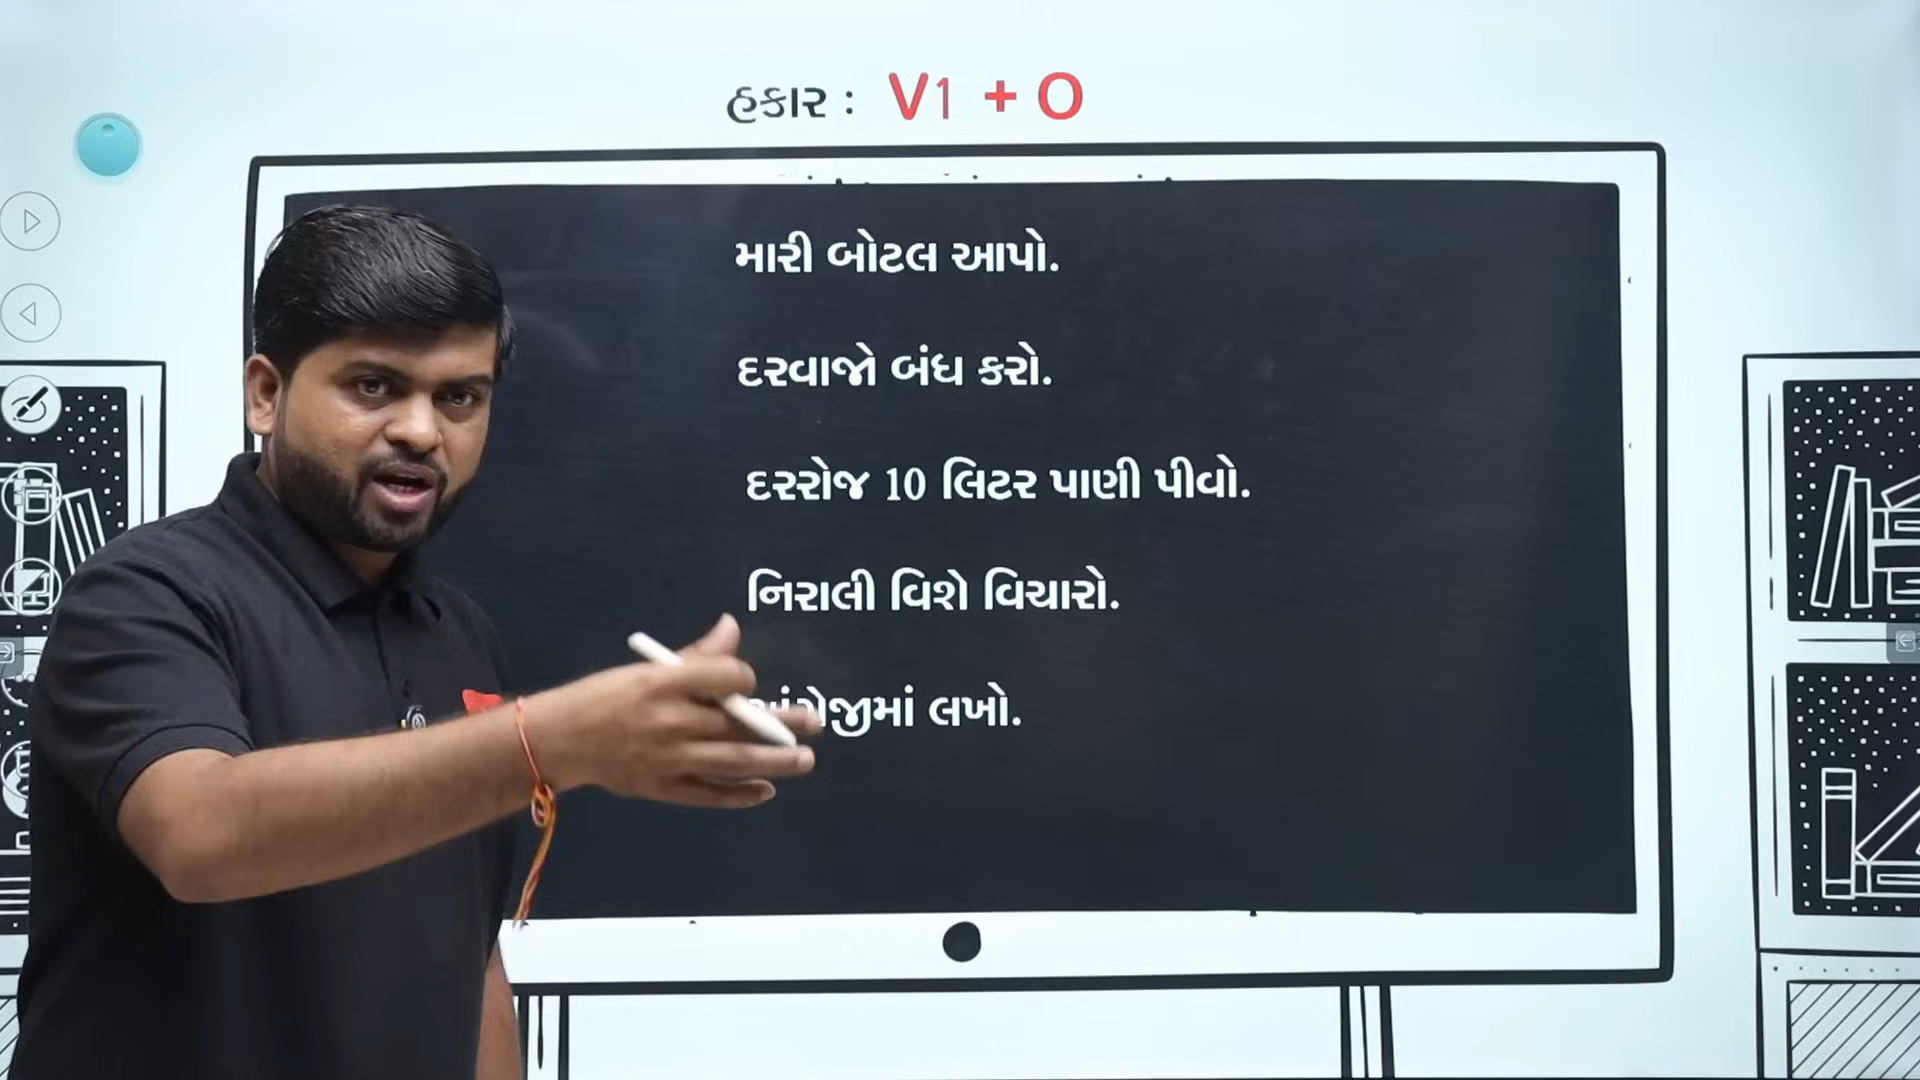 હકાર : V1 + O
મારી બોટલ આપો.
દરવાજો બંધ કરો.
દરરોજ 10 લિટર પાણી પીવો.
નિરાલી વિશે વિચારો.
લખો.